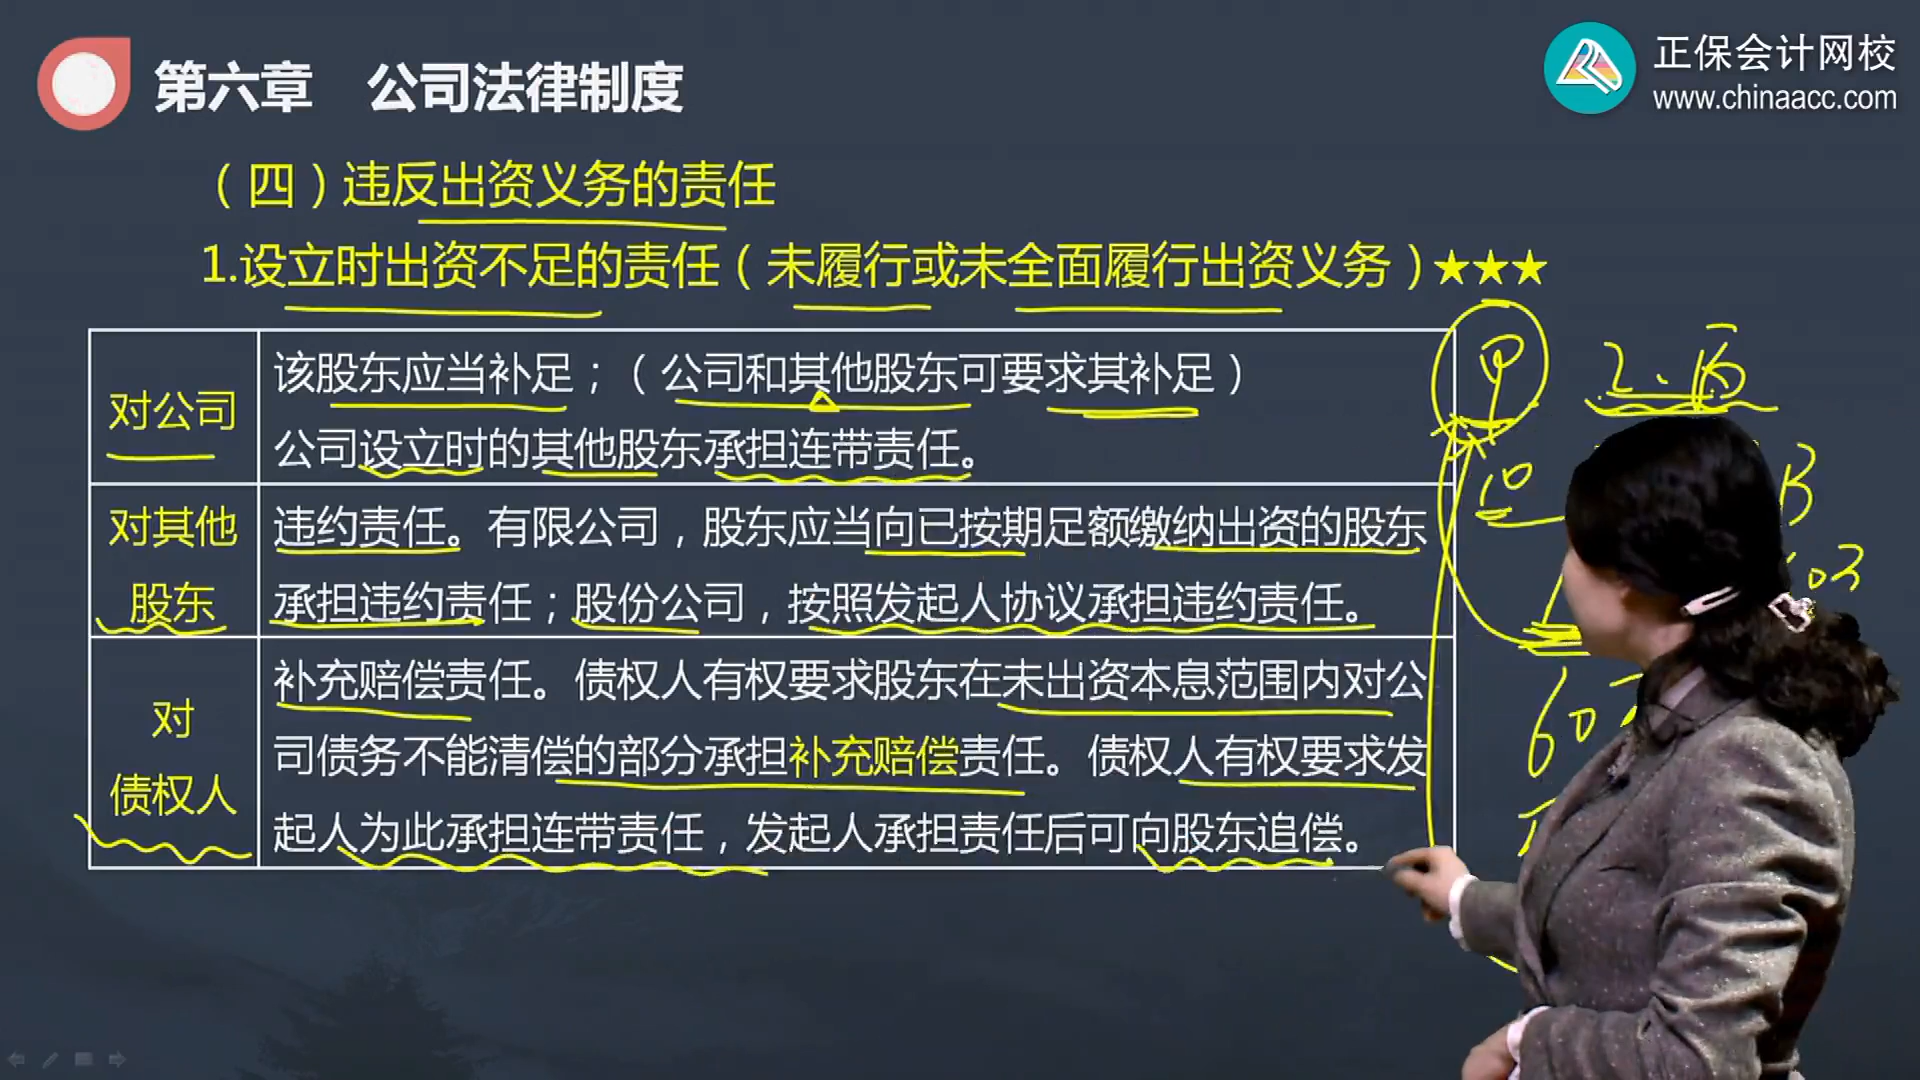 第六章 公司法律制度
正保会计网校
www.chinaacc.com
（四）违反出资义务的责任
1.设立时出资不足的责任（未履行或未全面履行出资义务）★★★
对公司
该股东应当补足；（公司和其他股东可要求其补足）
公司设立时的其他股东承担连带责任。
对其他
股东
违约责任。有限公司，股东应当向已按期足额缴纳出资的股东
承担违约责任；股份公司，按照发起人协议承担违约责任。
对
债权人
补充赔偿责任。债权人有权要求股东在未出资本息范围内对公
司债务不能清偿的部分承担补充赔偿责任。债权人有权要求发
起人为此承担连带责任，发起人承担责任后可向股东追偿。
甲
10
60